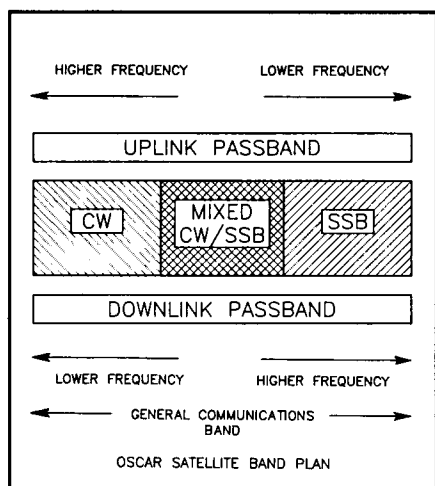 HIGHER FREQUENCY LOWER FREQUENCY
UPLINK PASSBAND
CW MIXED CW/SSB SSB
DOWNLINK PASSBAND
LOWER FREQUENCY HIGHER FREQUENCY
GENERAL COMMUNICATIONS
BAND
OSCAR SATELLITE BAND PLAN